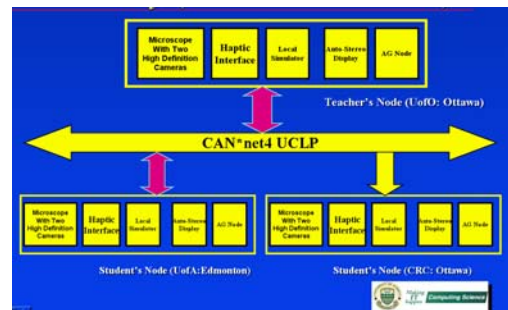 Microscope
With Two
High Definition
Cameras
Haptic
Interface
Local
Simulator
Auto-Stereo
Display
AG Node
Teacher's Node (UofO: Ottawa)
CAN*net4 UCLP
Microscope
With Two
High Definition
Cameras
Haptic
Interface
Local
Simulator
Auto-Stereo
Display
AG Node
Microscope
With Two
High Definition
Cameras
Haptic
Interface
Local
Simulator
Auto-Stereo
Display
AG Node
Student's Node (UofA:Edmonton)
Student's Node (CRC: Ottawa)
Making
IT
Happen
Computing Science